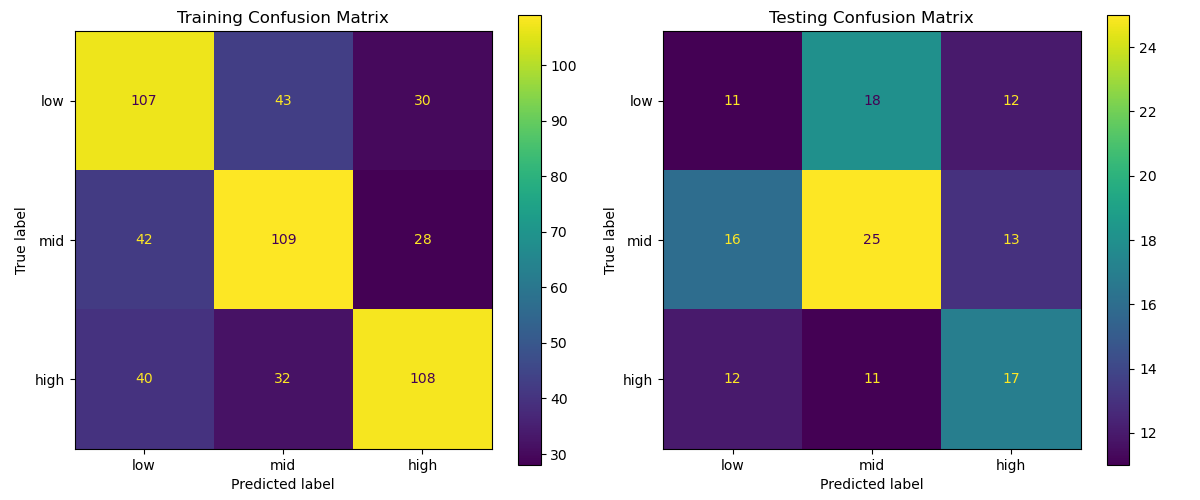 Training Confusion Matrix
low
107
43
30
mid
42
109
28
high
40
32
108
low
mid
high
Predicted label
True label
100
90
80
70
60
50
40
30
Testing Confusion Matrix
low
11
18
12
mid
16
25
13
high
12
11
17
low
mid
high
Predicted label
True label
24
22
20
18
16
14
12